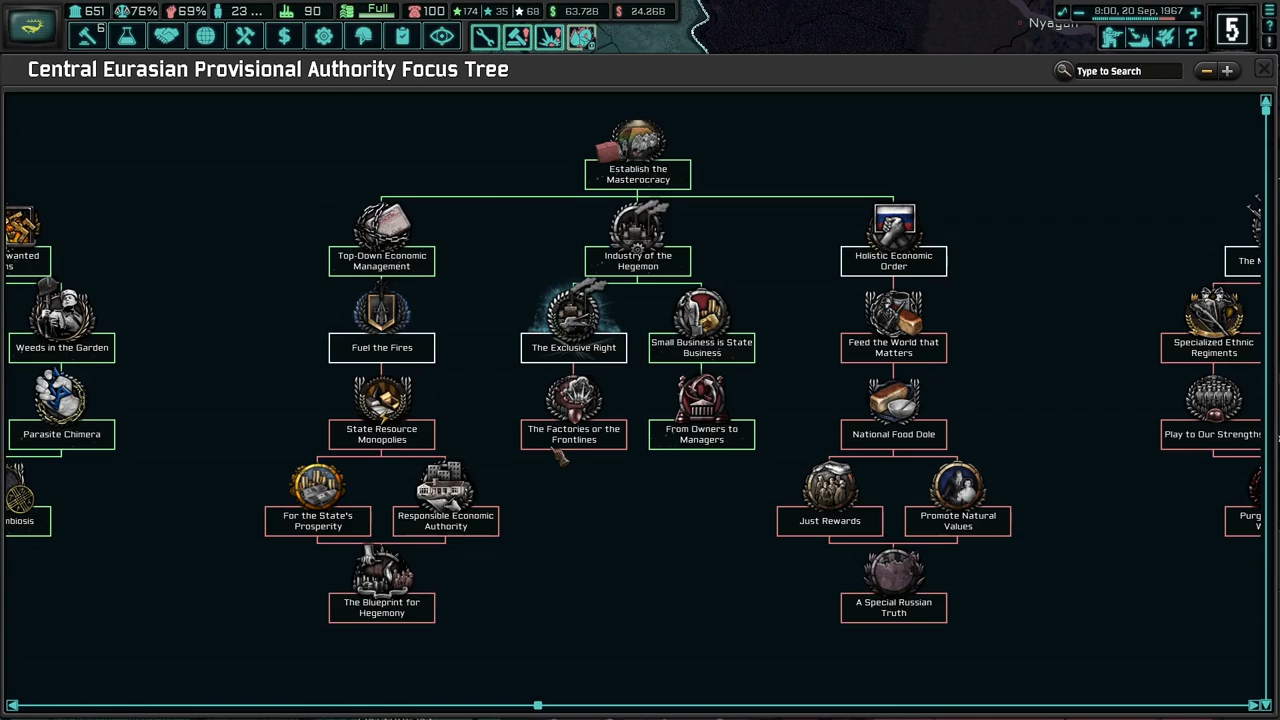 651 76% 69% 23 ... 90 Full 100 174 35 68 $ 63.72B $ 24.26B
8:00, 20 Sep, 1967
6
Nyagan
5
Central Eurasian Provisional Authority Focus Tree
Type to Search
Establish the
Masterocracy
Top-Down Economic
Management
Industry of the
Hegemon
Holistic Economic
Order
wanted
The
Weeds in the Garden
Fuel the Fires
The Exclusive Right
Small Business is State
Business
Feed the World that
Matters
Specialized Ethnic
Regiments
Parasite Chimera
State Resource
Monopolies
The Factories or the
Frontlines
From Owners to
Managers
National Food Dole
Play to Our Strengths
mbiosis
For the State's
Prosperity
Responsible Economic
Authority
Just Rewards
Promote Natural
Values
Purg
The Blueprint for
Hegemony
A Special Russian
Truth